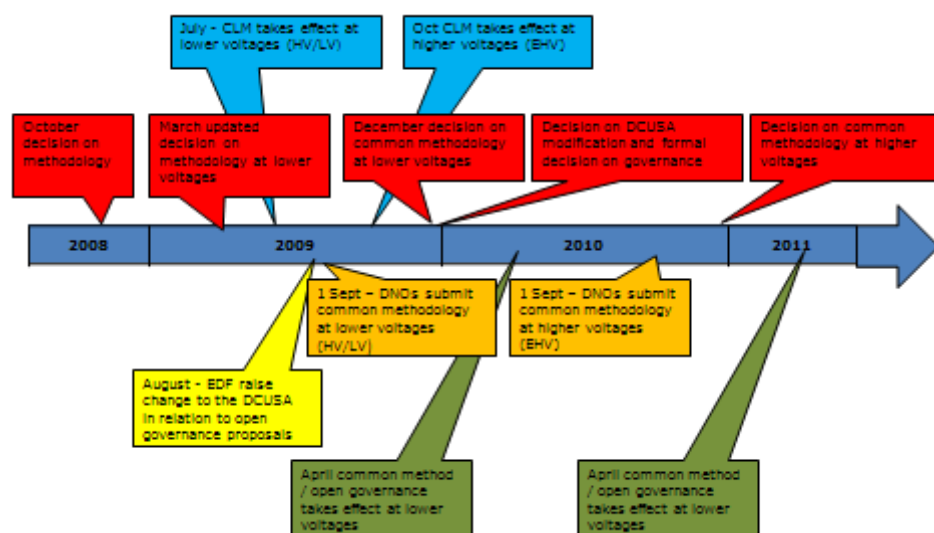 July - CLM takes effect at
lower voltages (HV/LV)
Oct CLM takes effect at
higher voltages (EHV)
October
decision on
methodology
March updated
decision on
methodology at lower
voltages
December decision on
common methodology
at lower voltages
Decision on DCUSA
modification and formal
decision on governance
Decision on common
methodology at higher
voltages
2008
2009
2010
2011
1 Sept – DNOs submit
common methodology
at lower voltages
(HV/LV)
1 Sept – DNOs submit
common methodology
at higher voltages
(EHV)
August - EDF raise
change to the DCUSA
in relation to open
governance proposals
April common method
/ open governance
takes effect at lower
voltages
April common method
/ open governance
takes effect at lower
voltages